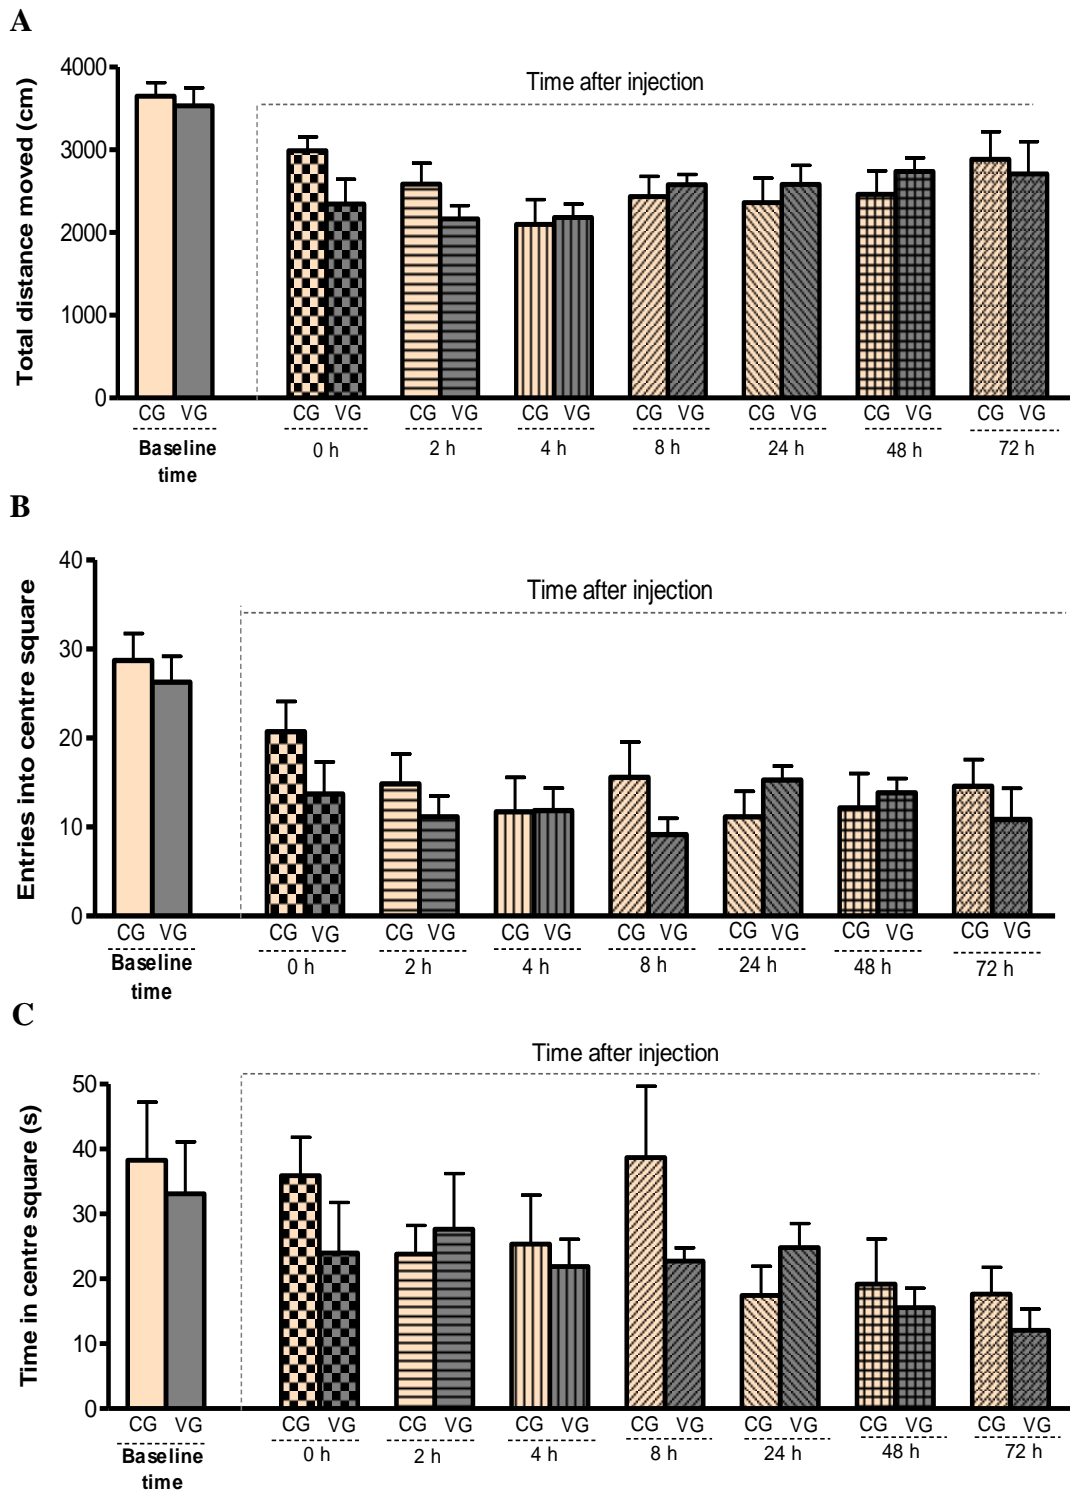 A
Total distance moved (cm)
4000
3000
2000
1000
0
Time after injection
CG VG CG VG CG VG CG VG CG VG CG VG CG VG CG VG
Baseline time 0 h 2 h 4 h 8 h 24 h 48 h 72 h
B
Entries into centre square
40
30
20
10
0
Time after injection
CG VG CG VG CG VG CG VG CG VG CG VG CG VG CG VG
Baseline time 0 h 2 h 4 h 8 h 24 h 48 h 72 h
C
Time in centre square (s)
50
40
30
20
10
0
Time after injection
CG VG CG VG CG VG CG VG CG VG CG VG CG VG CG VG
Baseline time 0 h 2 h 4 h 8 h 24 h 48 h 72 h